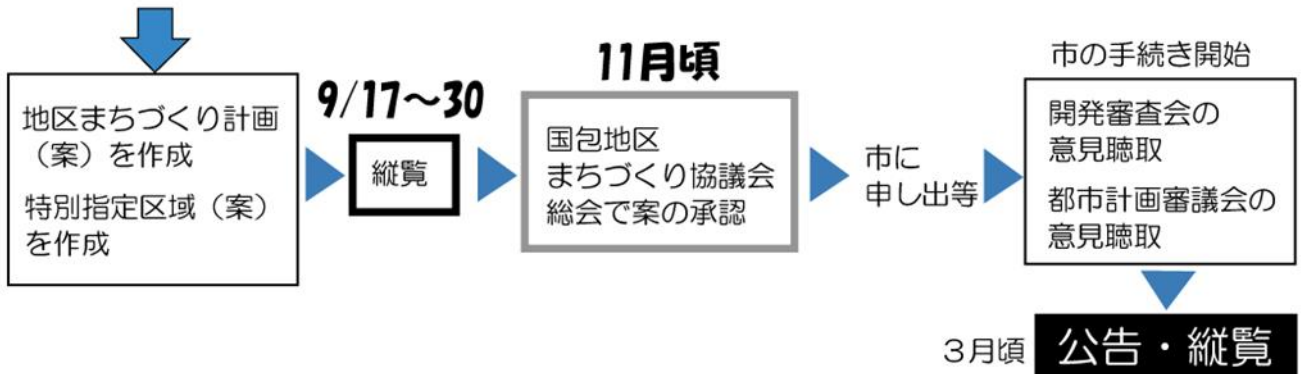 地区まちづくり計画
（案）を作成
特別指定区域（案）
を作成
9/17～30
縦覧
11月頃
国包地区
まちづくり協議会
総会で案の承認
市に
申し出等
市の手続き開始
開発審査会の
意見聴取
都市計画審議会の
意見聴取
3月頃 公告・縦覧